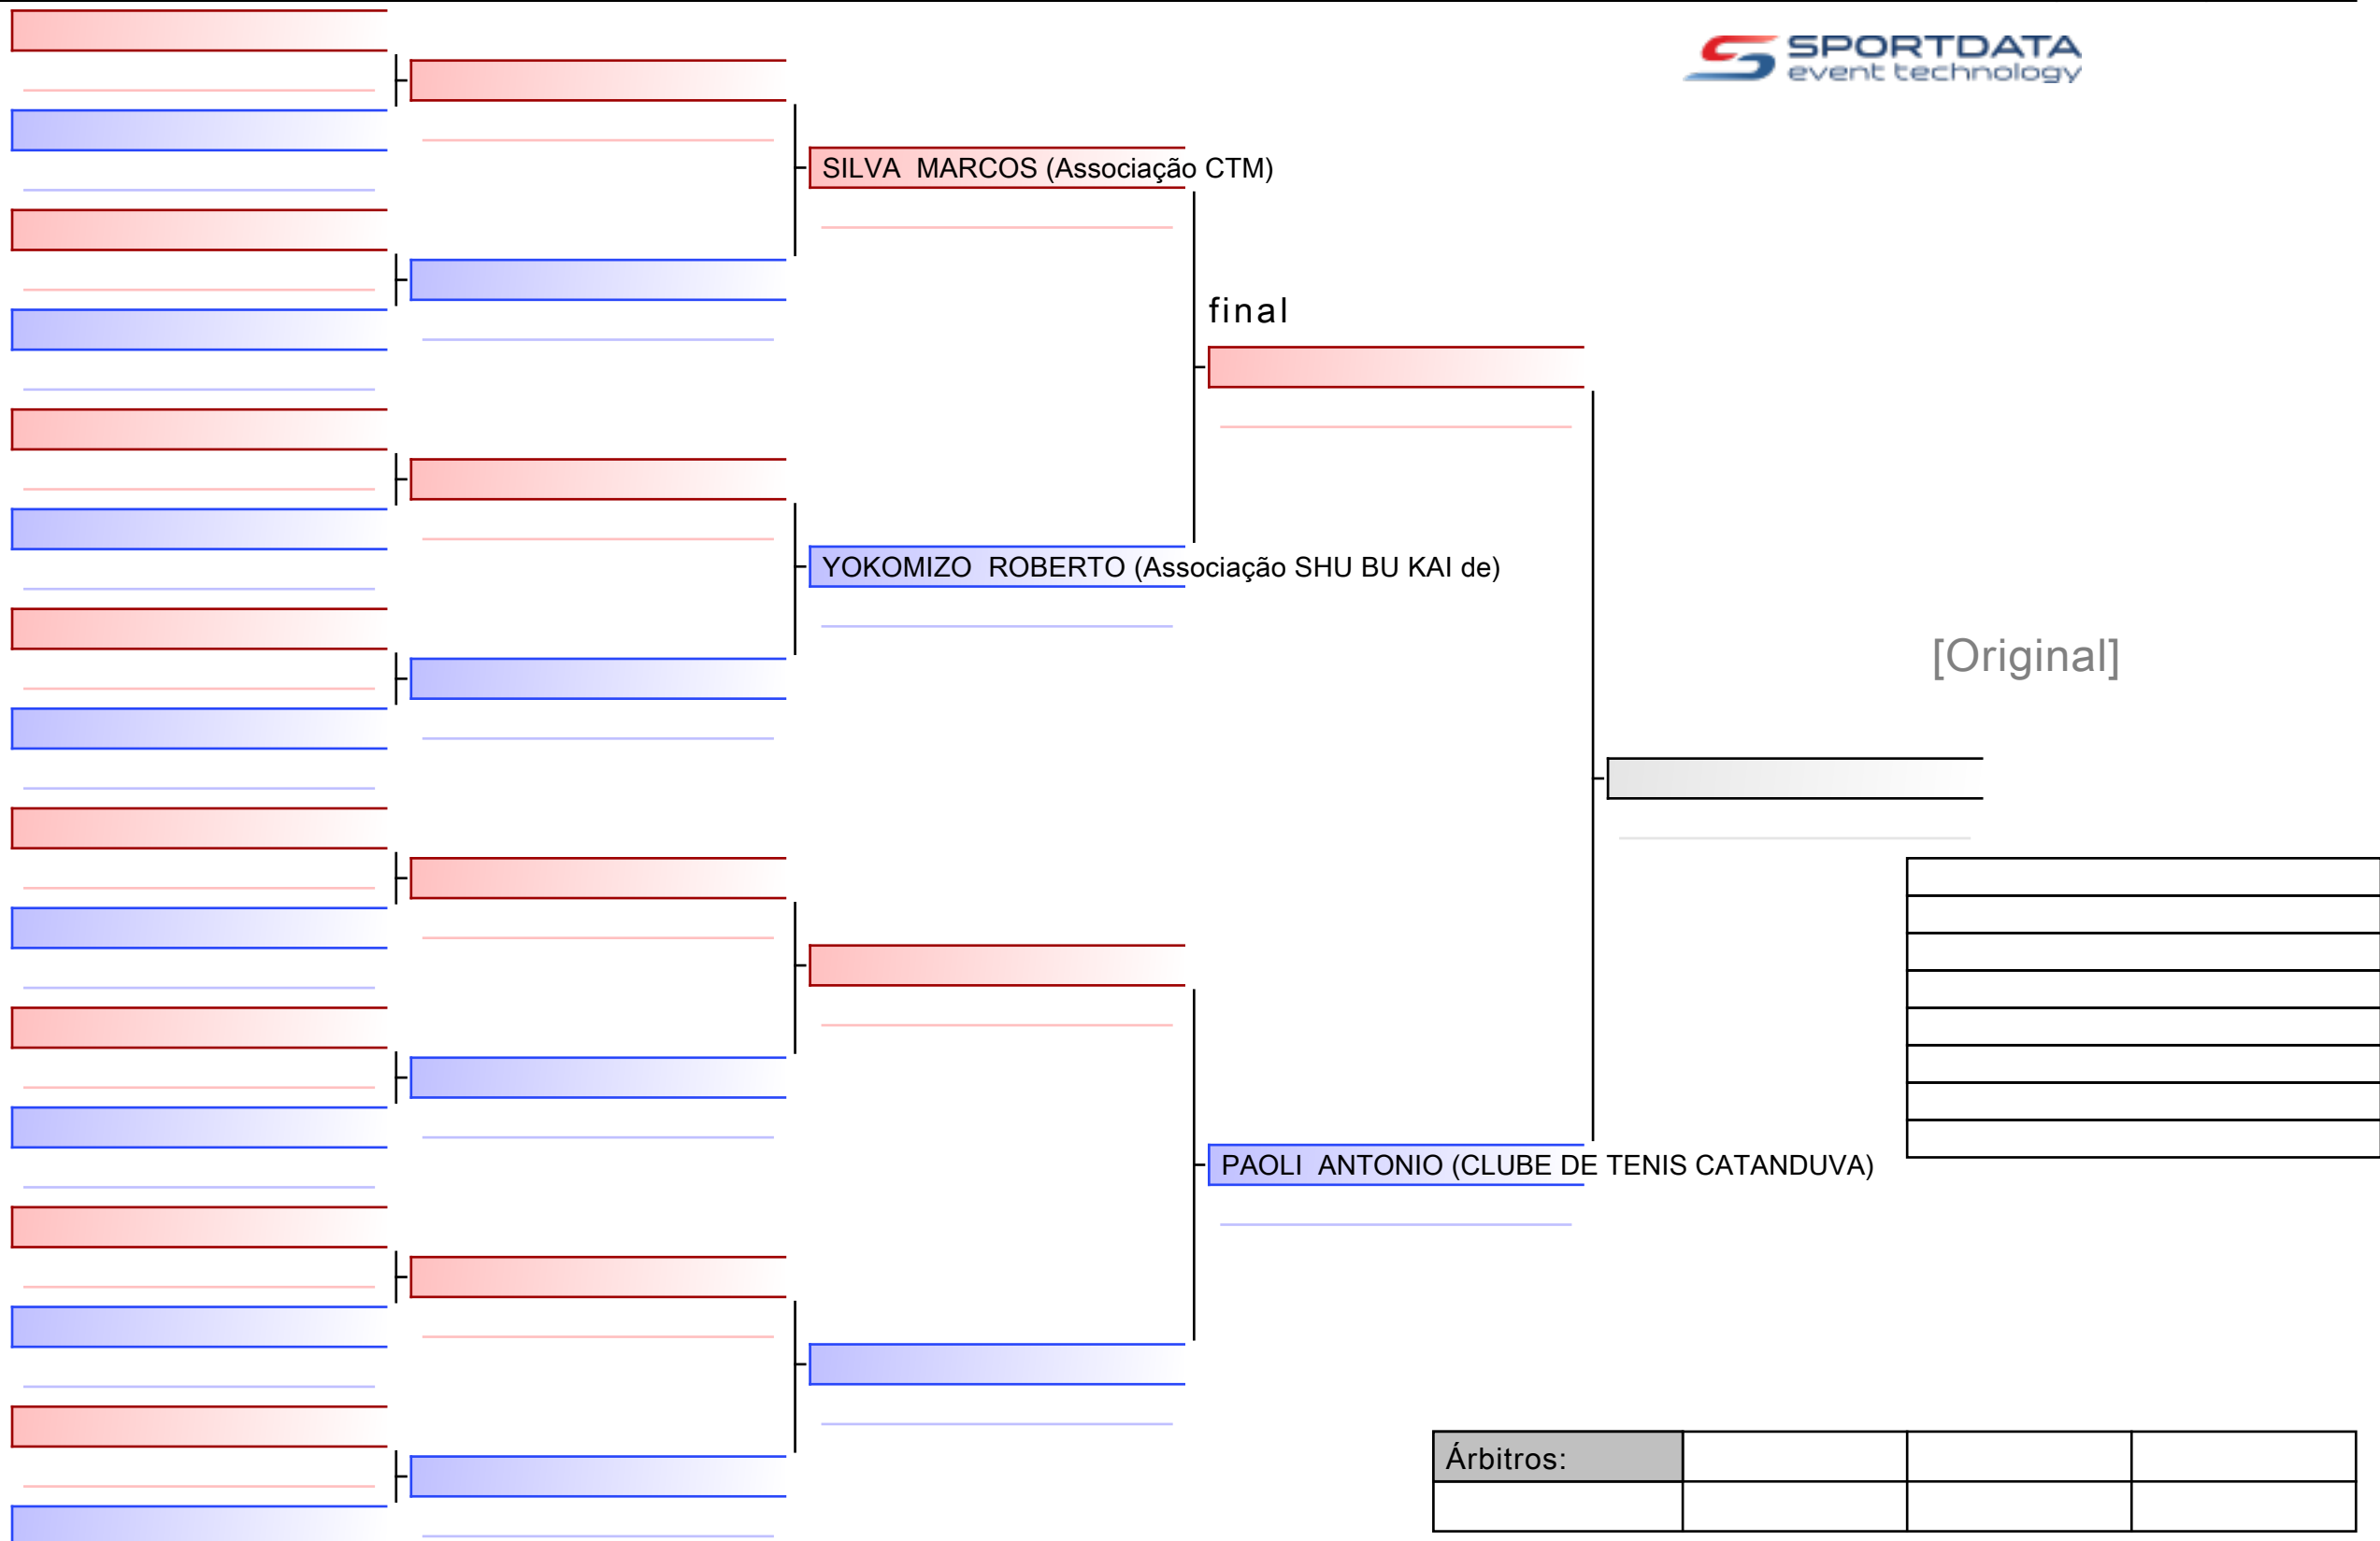 SPORTDATA
event technology
SILVA  MARCOS (Associação CTM)
final
YOKOMIZO  ROBERTO (Associação SHU BU KAI de)
[Original]
PAOLI  ANTONIO (CLUBE DE TENIS CATANDUVA)
Árbitros: